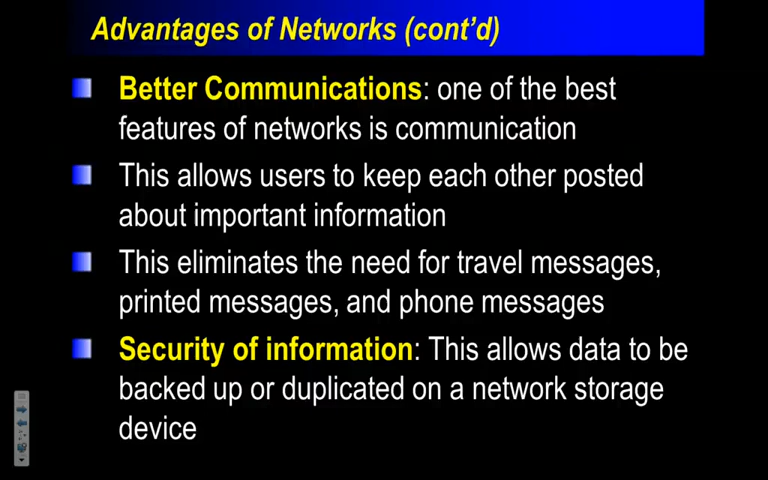 Advantages of Networks (cont'd)
Better Communications: one of the best
features of networks is communication
This allows users to keep each other posted
about important information
This eliminates the need for travel messages,
printed messages, and phone messages
Security of information: This allows data to be
backed up or duplicated on a network storage
device